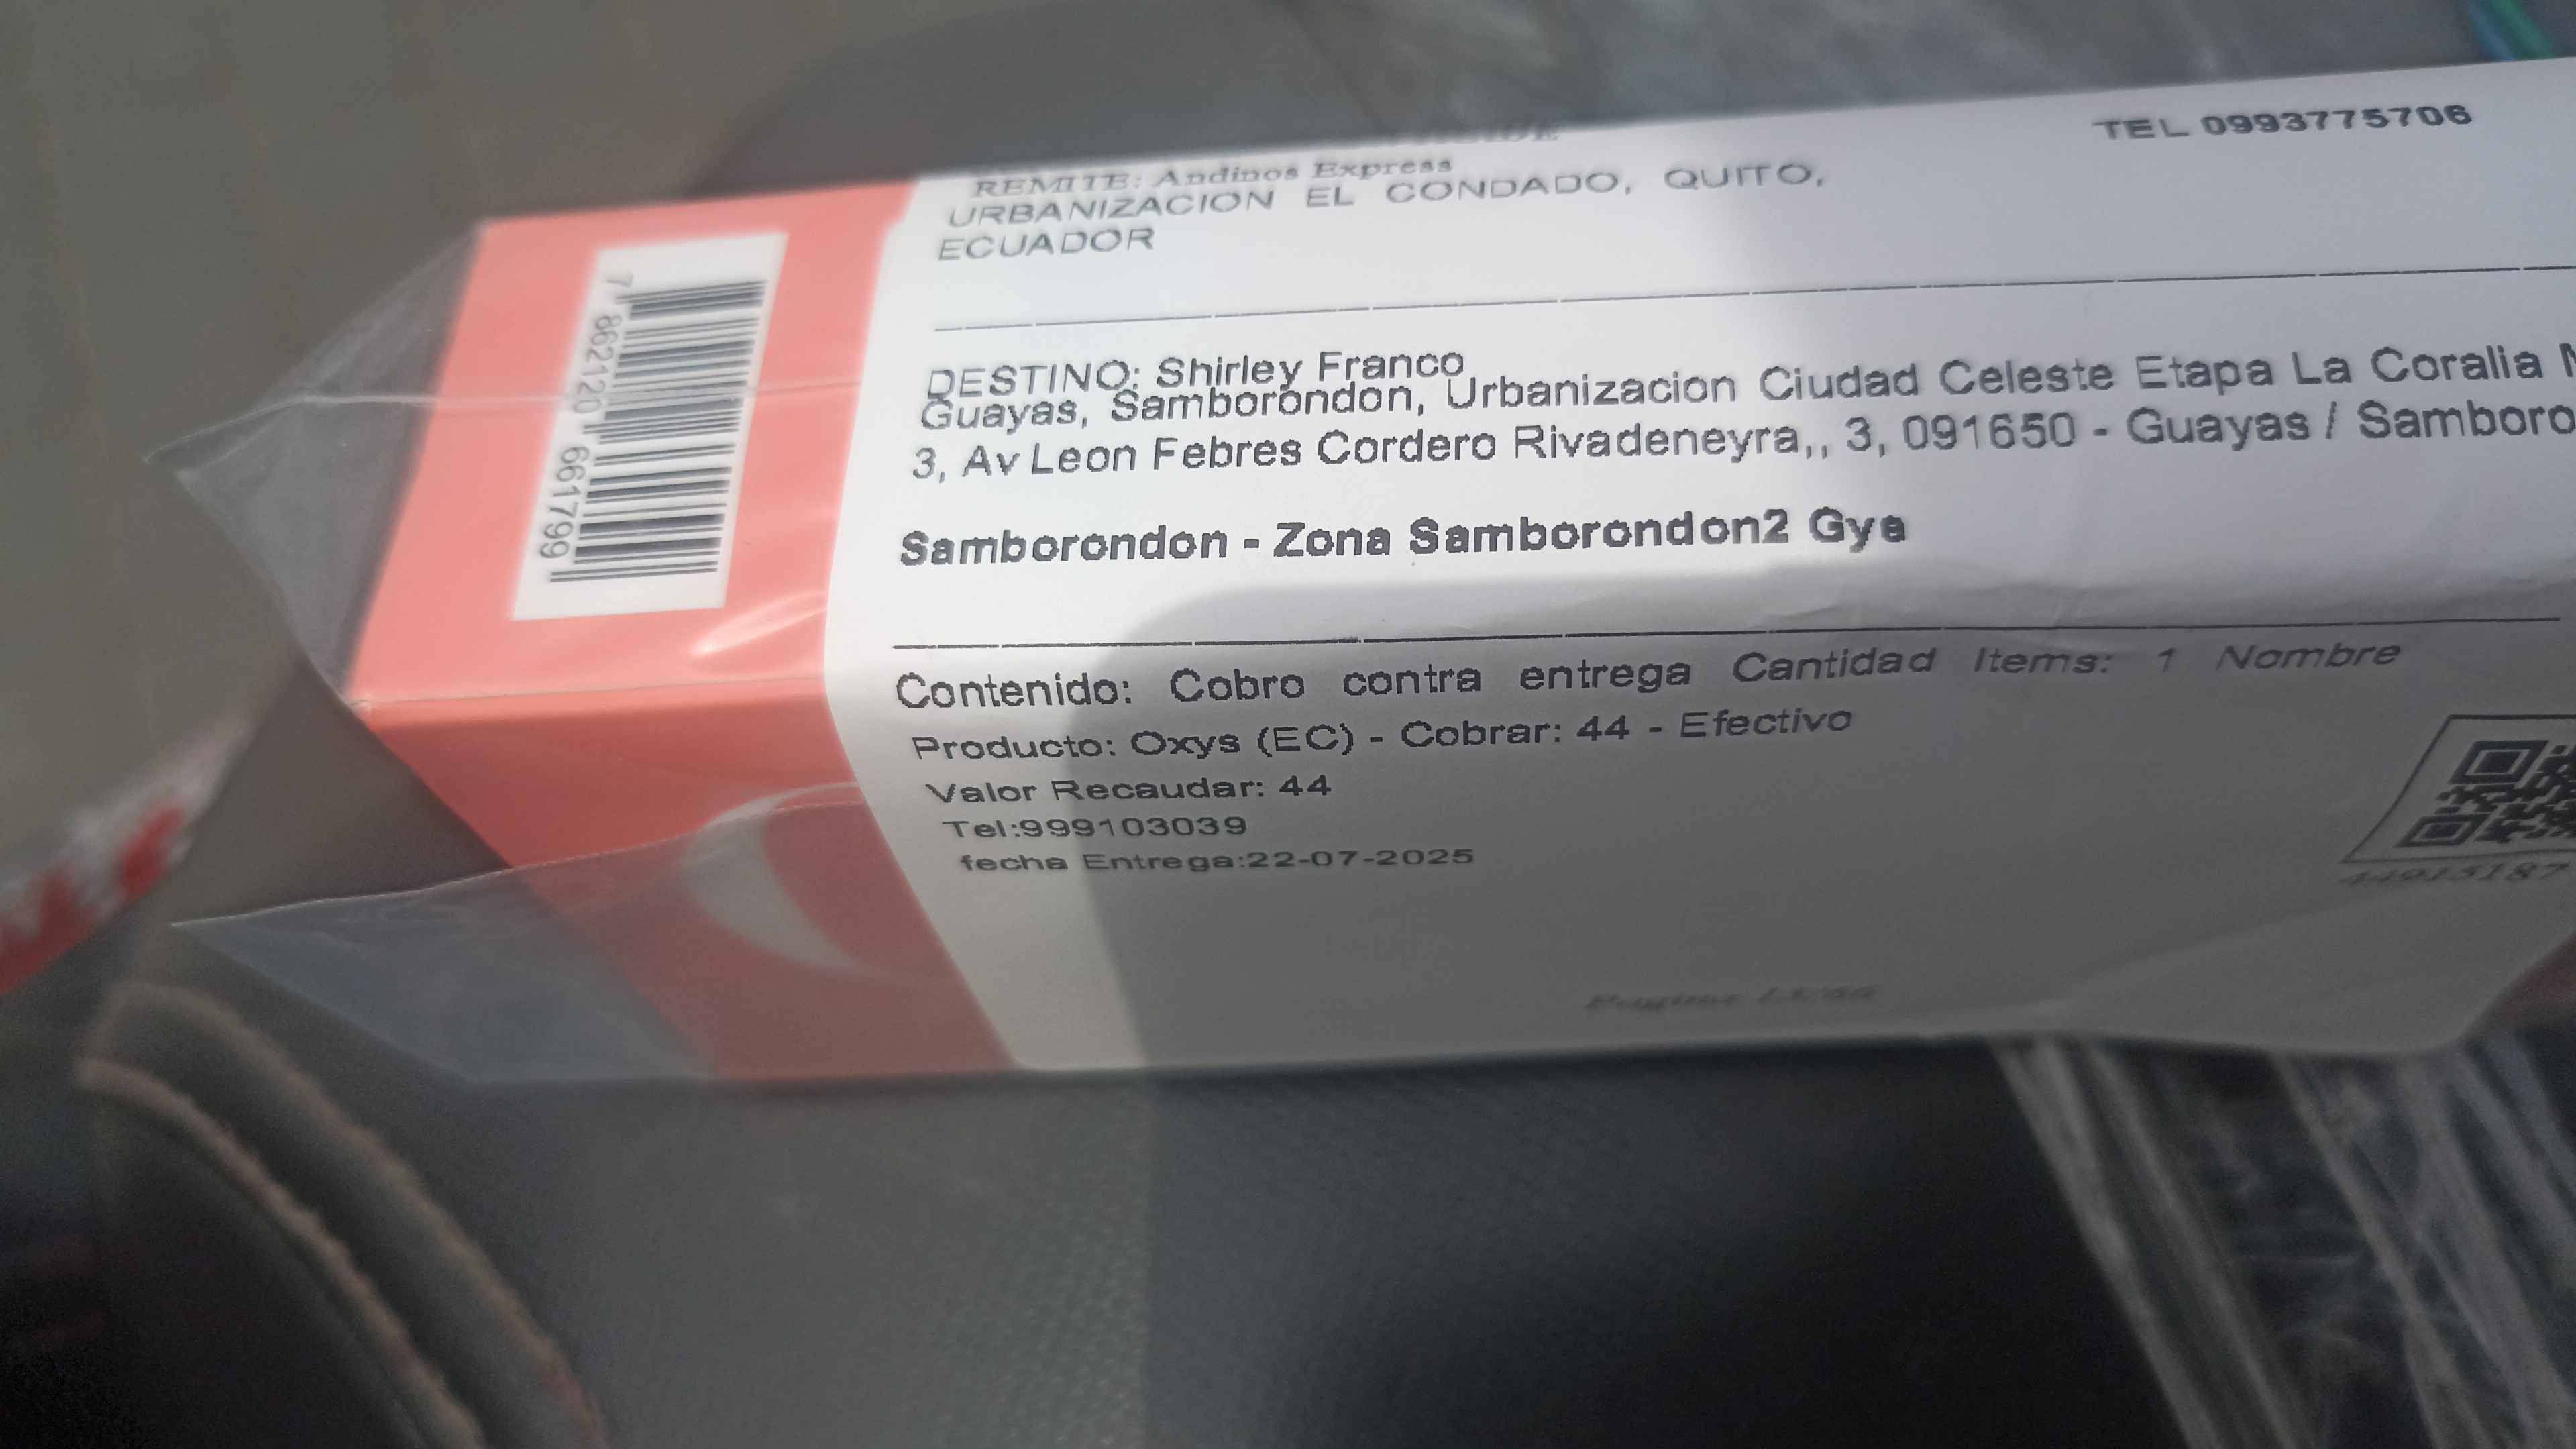 TEL 0993775706
REMITE: Andinos Express
URBANIZACION EL CONDADO, QUITO,
ECUADOR
DESTINO: Shirley Franco
Guayas, Samborondon, Urbanizacion Ciudad Celeste Etapa La Coralia
3, Av Leon Febres Cordero Rivadeneyra,, 3, 091650 - Guayas / Samboro
Samborondon - Zona Samborondon2 Gye
Contenido: Cobro contra entrega Cantidad Items: 1 Nombre
Producto: Oxys (EC) - Cobrar: 44 - Efectivo
Valor Recaudar: 44
Tel:999103039
fecha Entrega:22-07-2025
44915187
7 862120 661799